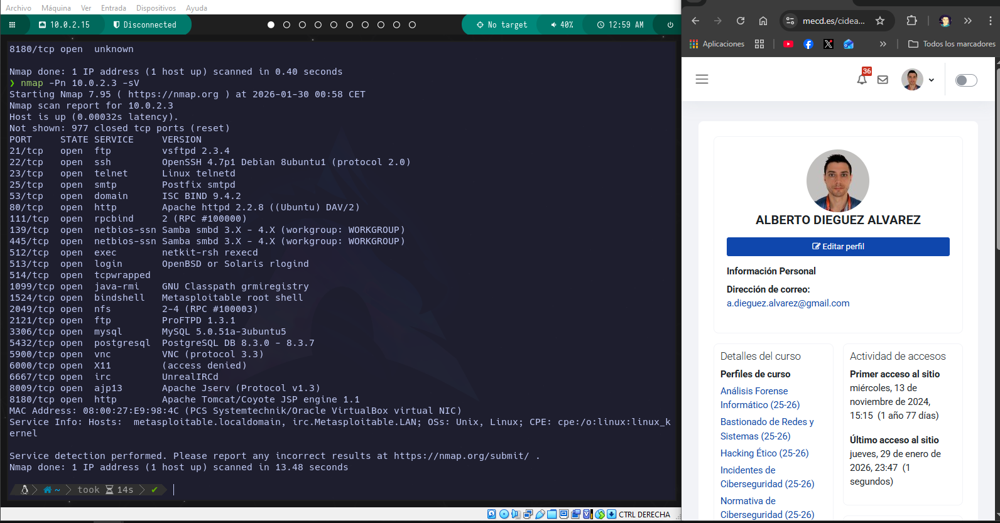 Archivo Máquina Ver Entrada Dispositivos Ayuda
10.0.2.15 Disconnected No target 40% 12:59 AM
8180/tcp open  unknown
Nmap done: 1 IP address (1 host up) scanned in 0.40 seconds
❯ nmap -Pn 10.0.2.3 -sV
Starting Nmap 7.95 ( https://nmap.org ) at 2026-01-30 00:58 CET
Nmap scan report for 10.0.2.3
Host is up (0.00032s latency).
Not shown: 977 closed tcp ports (reset)
PORT     STATE SERVICE     VERSION
21/tcp   open  ftp         vsftpd 2.3.4
22/tcp   open  ssh         OpenSSH 4.7p1 Debian 8ubuntu1 (protocol 2.0)
23/tcp   open  telnet      Linux telnetd
25/tcp   open  smtp        Postfix smtpd
53/tcp   open  domain      ISC BIND 9.4.2
80/tcp   open  http        Apache httpd 2.2.8 ((Ubuntu) DAV/2)
111/tcp  open  rpcbind     2 (RPC #100000)
139/tcp  open  netbios-ssn Samba smbd 3.X - 4.X (workgroup: WORKGROUP)
445/tcp  open  netbios-ssn Samba smbd 3.X - 4.X (workgroup: WORKGROUP)
512/tcp  open  exec        netkit-rsh rexecd
513/tcp  open  login       OpenBSD or Solaris rlogind
514/tcp  open  tcpwrapped
1099/tcp open  java-rmi    GNU Classpath grmiregistry
1524/tcp open  bindshell   Metasploitable root shell
2049/tcp open  nfs         2-4 (RPC #100003)
2121/tcp open  ftp         ProFTPD 1.3.1
3306/tcp open  mysql       MySQL 5.0.51a-3ubuntu5
5432/tcp open  postgresql  PostgreSQL DB 8.3.0 - 8.3.7
5900/tcp open  vnc         VNC (protocol 3.3)
6000/tcp open  X11         (access denied)
6667/tcp open  irc         UnrealIRCd
8009/tcp open  ajp13       Apache Jserv (Protocol v1.3)
8180/tcp open  http        Apache Tomcat/Coyote JSP engine 1.1
MAC Address: 08:00:27:E9:98:4C (PCS Systemtechnik/Oracle VirtualBox virtual NIC)
Service Info: Hosts:  metasploitable.localdomain, irc.Metasploitable.LAN; OSs: Unix, Linux; CPE: cpe:/o:linux:linux_k
ernel
Service detection performed. Please report any incorrect results at https://nmap.org/submit/ .
Nmap done: 1 IP address (1 host up) scanned in 13.48 seconds
~ took 14s ✔
CTRL DERECHA
mecd.es/cidea...
Aplicaciones » Todos los marcadores
36
ALBERTO DIEGUEZ ALVAREZ
Editar perfil
Información Personal
Dirección de correo:
a.dieguez.alvarez@gmail.com
Detalles del curso
Perfiles de curso
Análisis Forense
Informático (25-26)
Bastionado de Redes y
Sistemas (25-26)
Hacking Ético (25-26)
Incidentes de
Ciberseguridad (25-26)
Normativa de
Ciberseguridad (25-26)
Actividad de accesos
Primer acceso al sitio
miércoles, 13 de
noviembre de 2024,
15:15 (1 año 77 días)
Último acceso al sitio
jueves, 29 de enero de
2026, 23:47 (1
segundos)